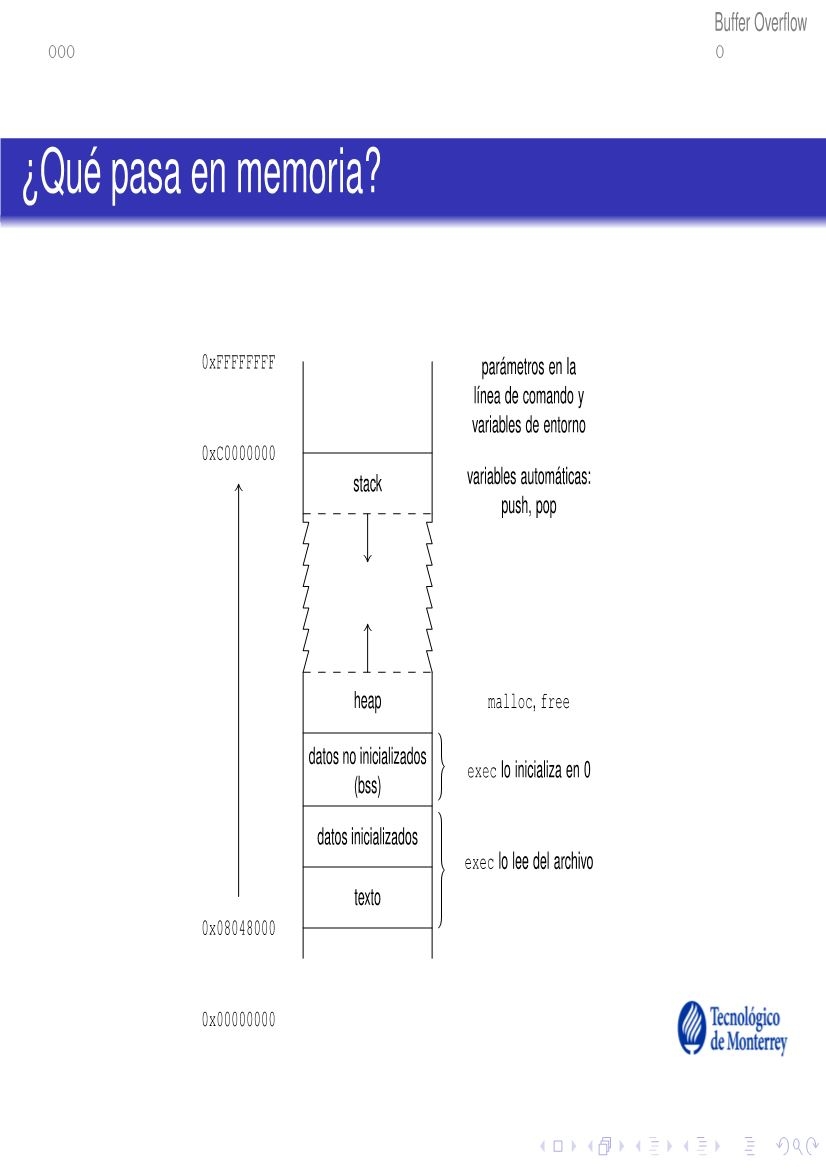 Buffer Overflow
¿Qué pasa en memoria?
0xFFFFFFFF
parámetros en la
línea de comando y
variables de entorno
0xC0000000
stack
variables automáticas:
push, pop
heap
malloc, free
datos no inicializados
(bss)
exec lo inicializa en 0
datos inicializados
exec lo lee del archivo
texto
0x08048000
0x00000000
Tecnológico
de Monterrey